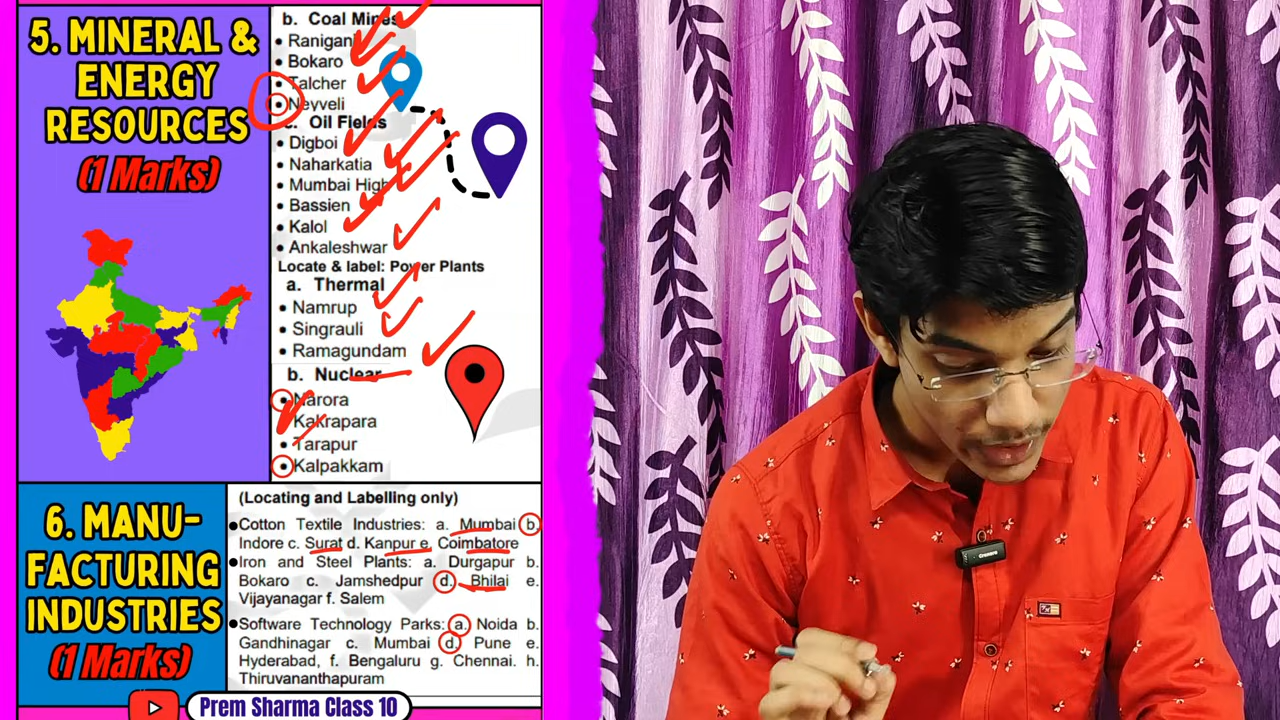 5. MINERAL &
ENERGY
RESOURCES
(1 Marks)
b. Coal Mines
• Raniganj
• Bokaro
• Talcher
• Neyveli
c. Oil Fields
• Digboi
• Naharkatia
• Mumbai High
• Bassien
• Kalol
• Ankaleshwar
Locate & label: Power Plants
a. Thermal
• Namrup
• Singrauli
• Ramagundam
b. Nuclear
• Narora
• Kakrapara
• Tarapur
• Kalpakkam
6. MANU-
FACTURING
INDUSTRIES
(1 Marks)
(Locating and Labelling only)
• Cotton Textile Industries: a. Mumbai b.
Indore c. Surat d. Kanpur e. Coimbatore
• Iron and Steel Plants: a. Durgapur b.
Bokaro c. Jamshedpur d. Bhilai e.
Vijayanagar f. Salem
• Software Technology Parks: a. Noida b.
Gandhinagar c. Mumbai d. Pune e.
Hyderabad, f. Bengaluru g. Chennai. h.
Thiruvananthapuram
Prem Sharma Class 10